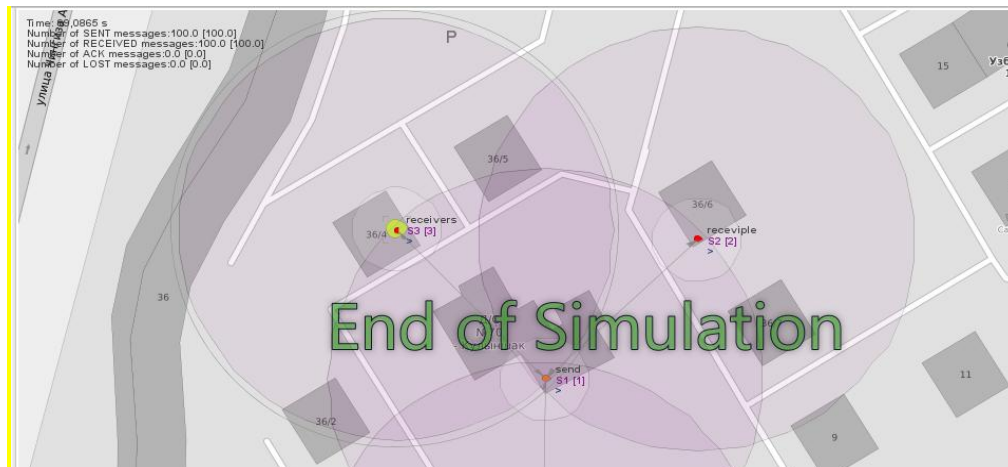 Time: ,0865 s
Number of SENT messages:100.0 [100.0]
Number of RECEIVED messages:100.0 [100.0]
Number of ACK messages:0.0 [0.0]
Number of LOST messages:0.0 [0.0]
улица
P
15
Узб
36/5
36/6
receivers
S3 [3]
>
36/4
receviple
S2 [2]
>
36
End of Simulation
send
S1 [1]
>
11
36/2
9